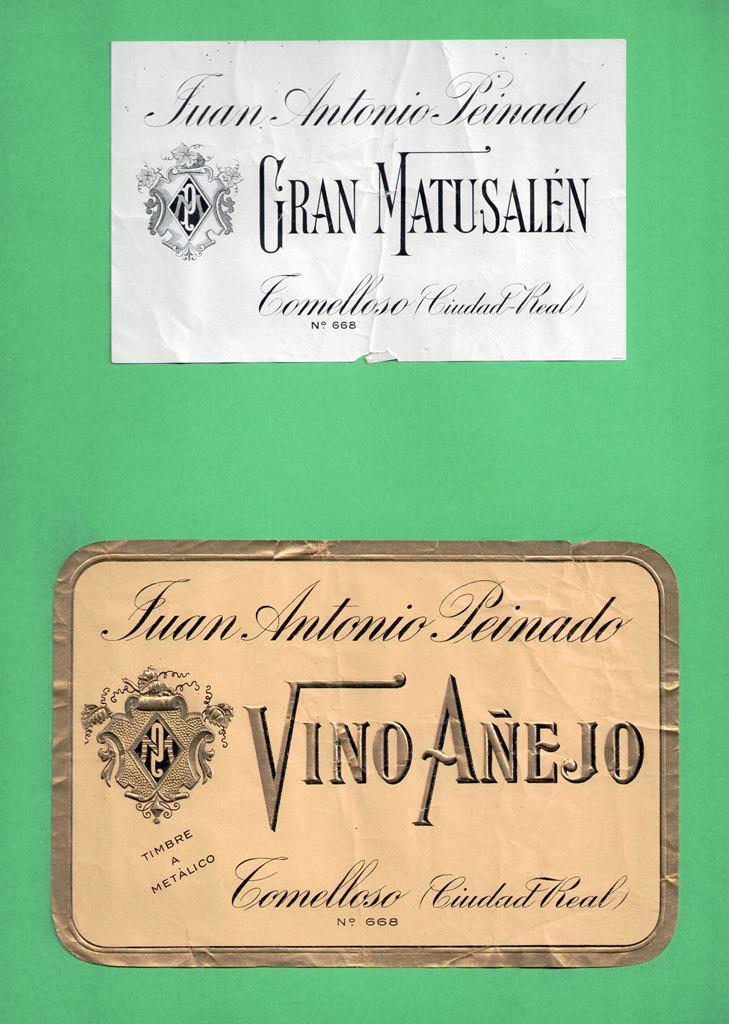 Juan Antonio Peinado
GRAN MATUSALÉN
Tomelloso (Ciudad-Real)
Nº 668
Juan Antonio Peinado
VINO AÑEJO
TIMBRE
A
METÁLICO
Tomelloso (Ciudad Real)
Nº 668